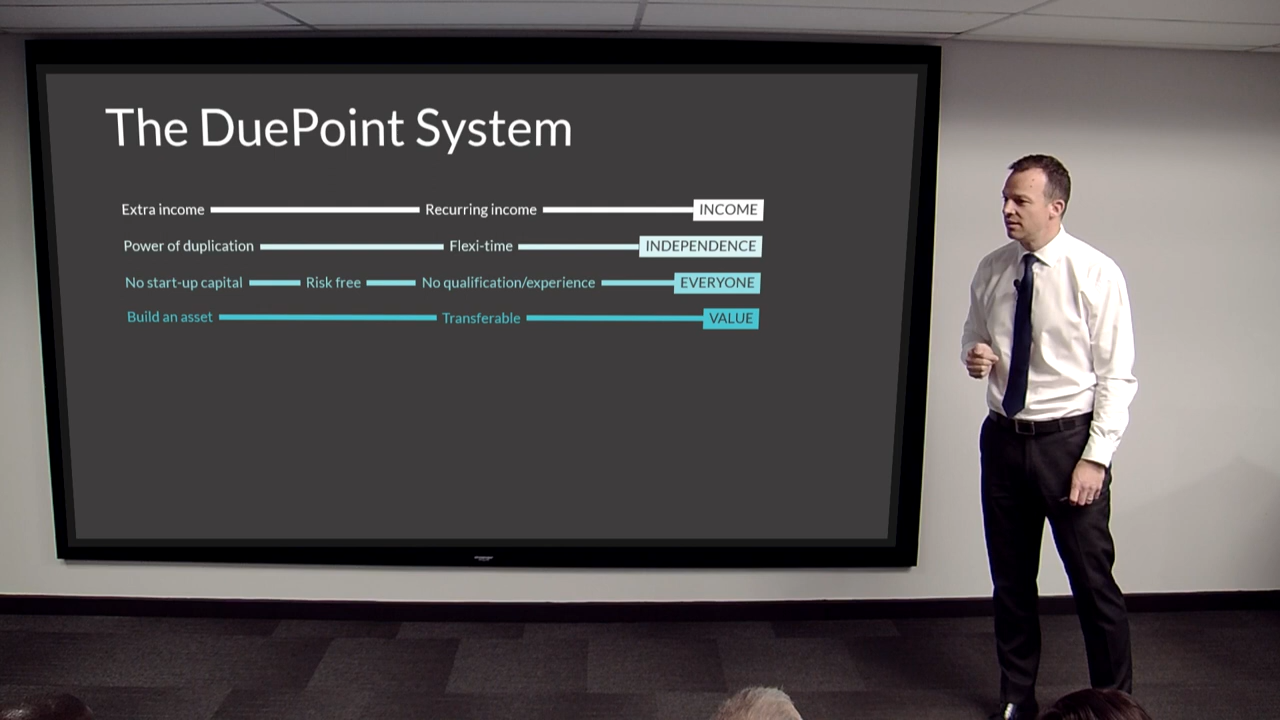 The DuePoint System
Extra income Recurring income INCOME
Power of duplication Flexi-time INDEPENDENCE
No start-up capital Risk free No qualification/experience EVERYONE
Build an asset Transferable VALUE